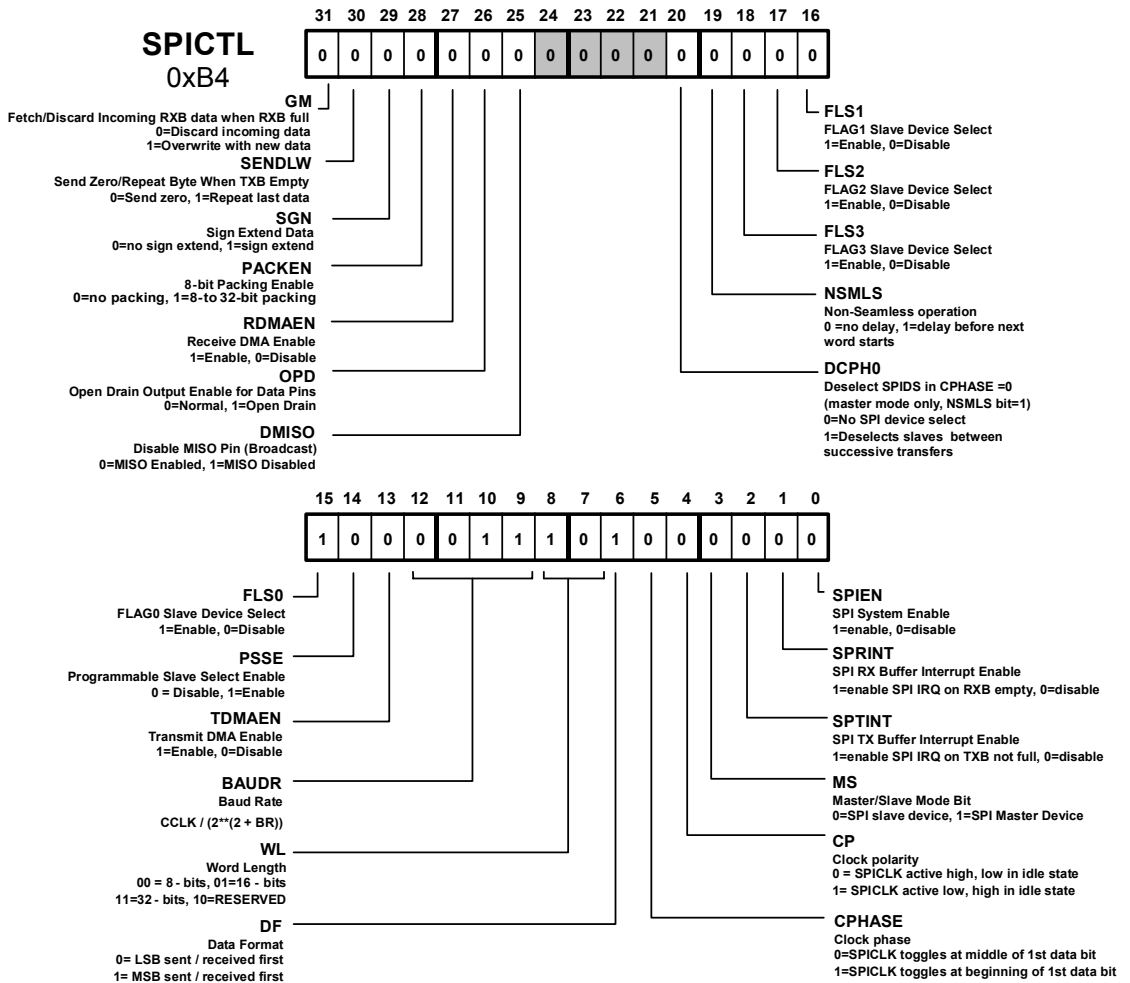 31 30 29 28 27 26 25 24 23 22 21 20 19 18 17 16
SPICTL
0xB4
0 0 0 0 0 0 0 0 0 0 0 0 0 0 0 0
GM
Fetch/Discard Incoming RXB data when RXB full
0=Discard incoming data
1=Overwrite with new data
SENDLW
Send Zero/Repeat Byte When TXB Empty
0=Send zero, 1=Repeat last data
SGN
Sign Extend Data
0=no sign extend, 1=sign extend
PACKEN
8-bit Packing Enable
0=no packing, 1=8-to 32-bit packing
RDMAEN
Receive DMA Enable
1=Enable, 0=Disable
OPD
Open Drain Output Enable for Data Pins
0=Normal, 1=Open Drain
DMISO
Disable MISO Pin (Broadcast)
0=MISO Enabled, 1=MISO Disabled
FLS1
FLAG1 Slave Device Select
1=Enable, 0=Disable
FLS2
FLAG2 Slave Device Select
1=Enable, 0=Disable
FLS3
FLAG3 Slave Device Select
1=Enable, 0=Disable
NSMLS
Non-Seamless operation
0 =no delay, 1=delay before next
word starts
DCPH0
Deselect SPIDS in CPHASE =0
(master mode only, NSMLS bit=1)
0=No SPI device select
1=Deselects slaves between
successive transfers
15 14 13 12 11 10 9 8 7 6 5 4 3 2 1 0
1 0 0 0 0 1 1 1 0 1 0 0 0 0 0 0
FLS0
FLAG0 Slave Device Select
1=Enable, 0=Disable
PSSE
Programmable Slave Select Enable
0 = Disable, 1=Enable
TDMAEN
Transmit DMA Enable
1=Enable, 0=Disable
BAUDR
Baud Rate
CCLK / (2**(2 + BR))
WL
Word Length
00 = 8 - bits, 01=16 - bits
11=32 - bits, 10=RESERVED
DF
Data Format
0= LSB sent / received first
1= MSB sent / received first
SPIEN
SPI System Enable
1=enable, 0=disable
SPRINT
SPI RX Buffer Interrupt Enable
1=enable SPI IRQ on RXB empty, 0=disable
SPTINT
SPI TX Buffer Interrupt Enable
1=enable SPI IRQ on TXB not full, 0=disable
MS
Master/Slave Mode Bit
0=SPI slave device, 1=SPI Master Device
CP
Clock polarity
0 = SPICLK active high, low in idle state
1= SPICLK active low, high in idle state
CPHASE
Clock phase
0=SPICLK toggles at middle of 1st data bit
1=SPICLK toggles at beginning of 1st data bit